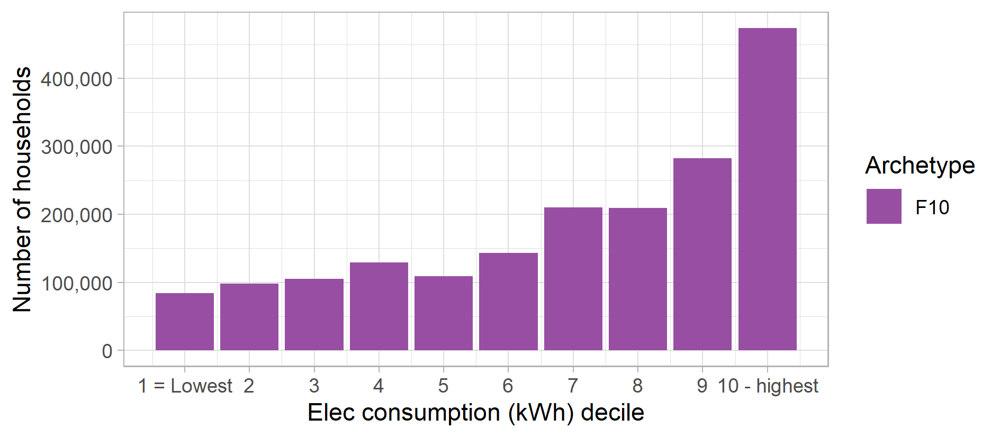 Number of households
400,000
300,000
200,000
100,000
0
1 = Lowest 2 3 4 5 6 7 8 9 10 - highest
Elec consumption (kWh) decile
Archetype
F10